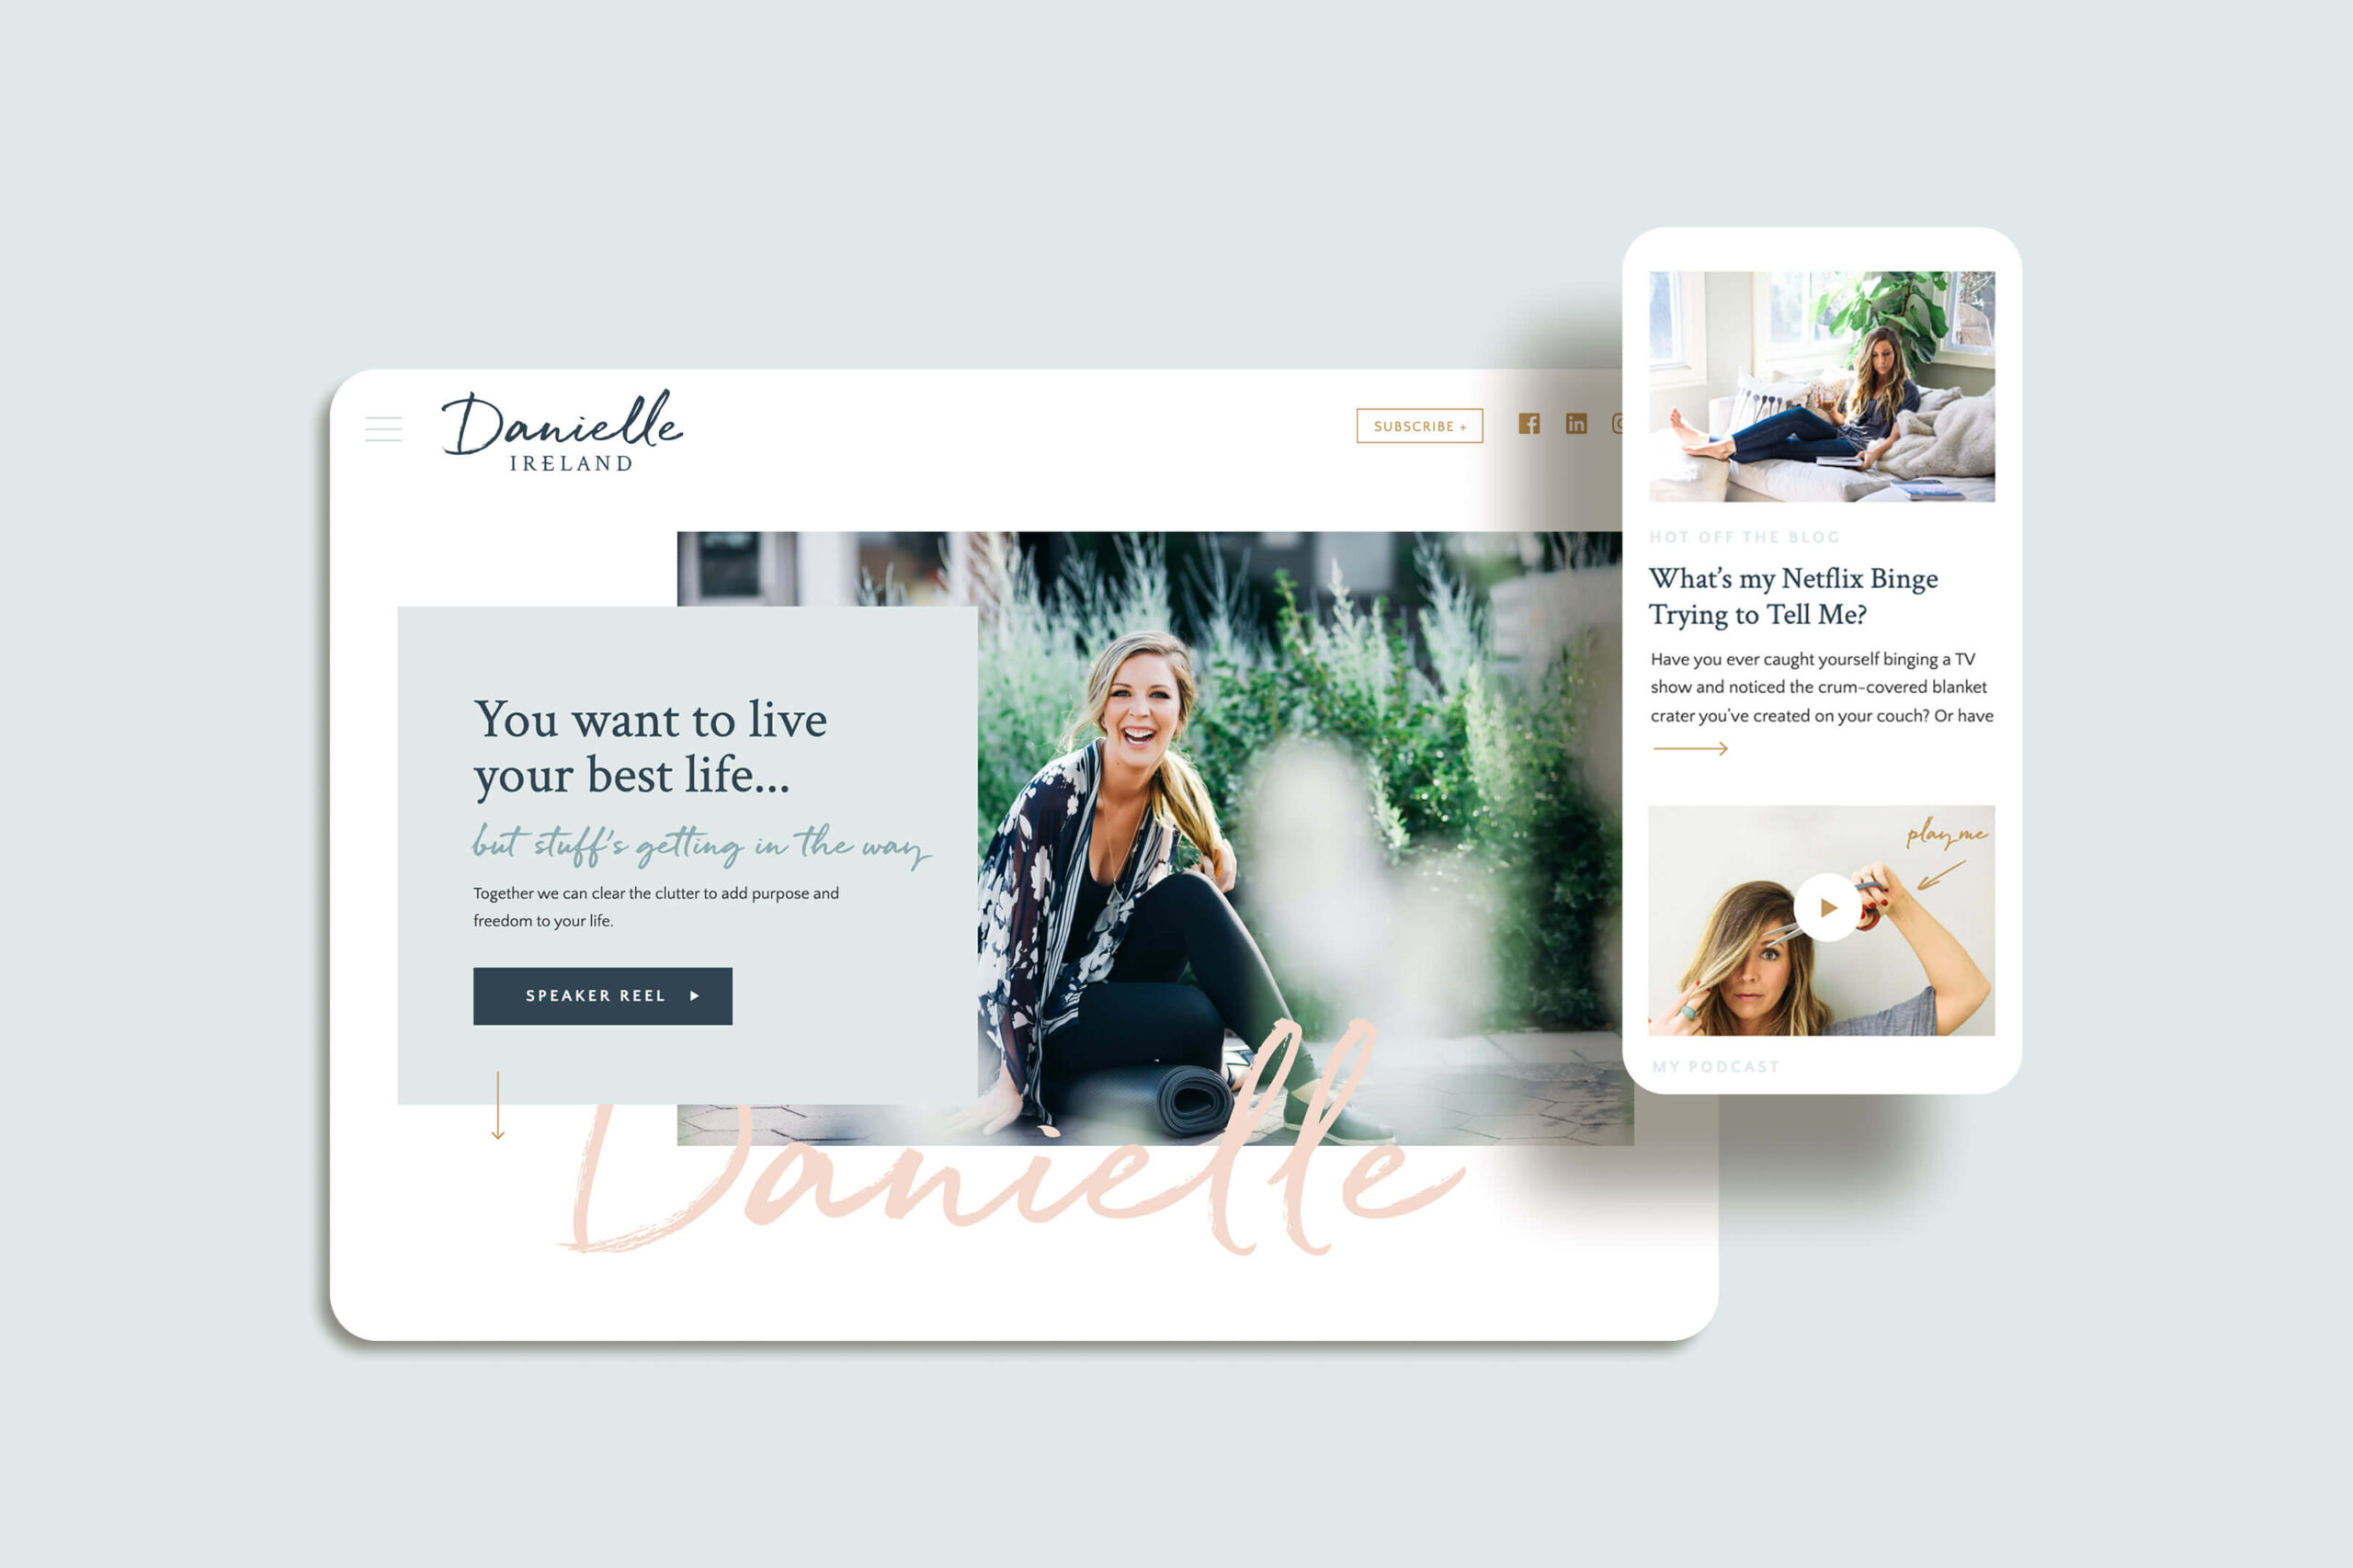 Danielle
IRELAND
SUBSCRIBE +
You want to live
your best life...
but stuff's getting in the way
Together we can clear the clutter to add purpose and
freedom to your life.
SPEAKER REEL
Danielle
HOT OFF THE BLOG
What's my Netflix Binge
Trying to Tell Me?
Have you ever caught yourself binging a TV
show and noticed the crum-covered blanket
crater you've created on your couch? Or have
play me
MY PODCAST